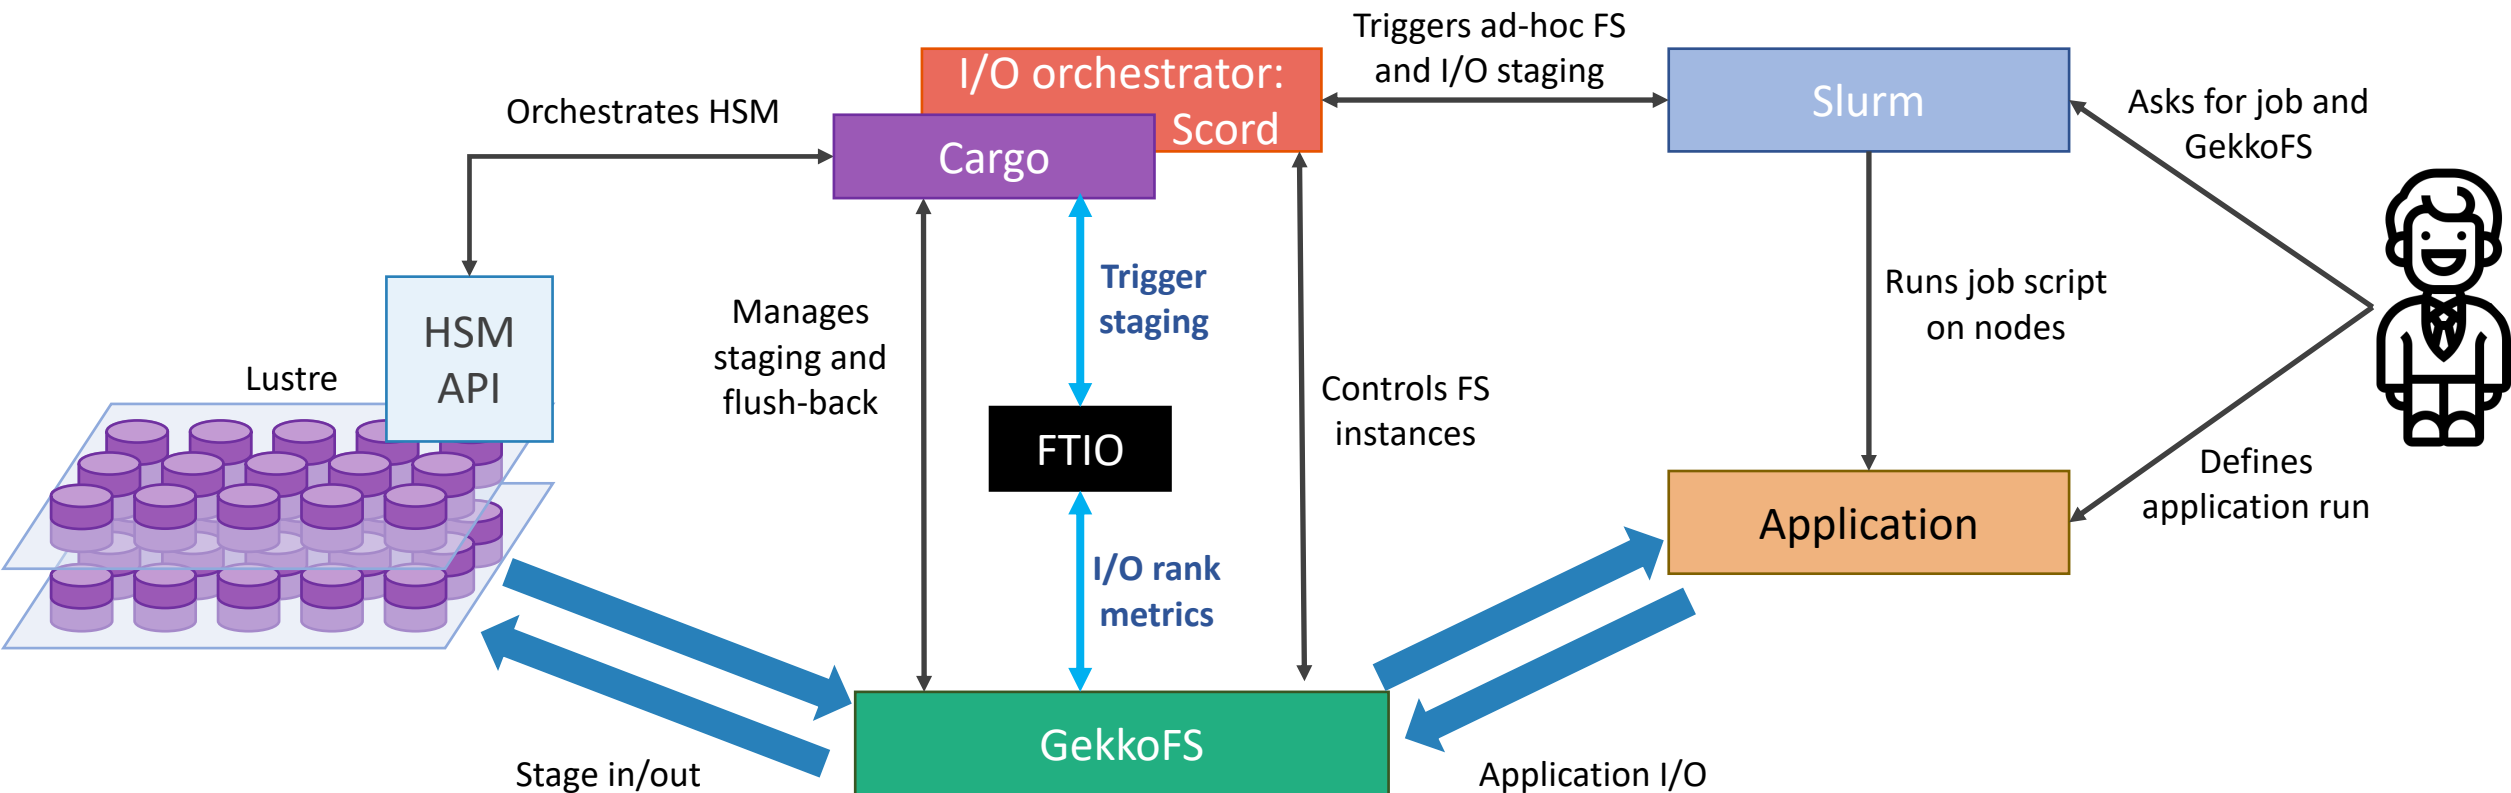 Triggers ad-hoc FS
and I/O staging
I/O orchestrator:
Scord
Slurm
Asks for job and
GekkoFS
Orchestrates HSM
Cargo
HSM
API
Lustre
Manages
staging and
flush-back
Trigger
staging
Controls FS
instances
Runs job script
on nodes
FTIO
Defines
application run
Application
I/O rank
metrics
GekkoFS
Stage in/out
Application I/O